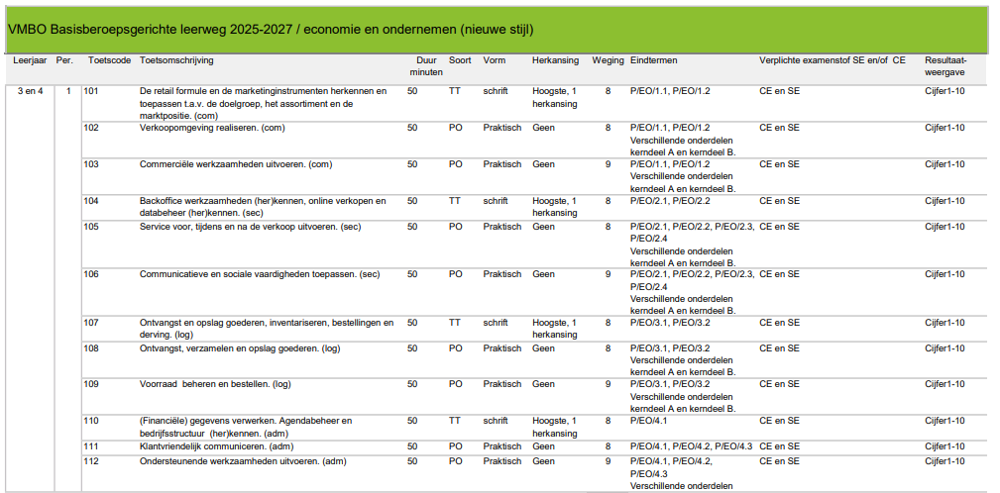 VMBO Basisberoepsgerichte leerweg 2025-2027 / economie en ondernemen (nieuwe stijl)
Leerjaar Per. Toetscode Toetsomschrijving Duur minuten Soort Vorm Herkansing Weging Eindtermen Verplichte examenstof SE en/of CE Resultaat-weergave
3 en 4 1 101 De retail formule en de marketinginstrumenten herkennen en 50 TT schrift Hoogste, 1 8 P/EO/1.1, P/EO/1.2 CE en SE Cijfer1-10
toepassen t.a.v. de doelgroep, het assortiment en de herkansing
marktpositie. (com)
102 Verkoopomgeving realiseren. (com) 50 PO Praktisch Geen 8 P/EO/1.1, P/EO/1.2 CE en SE Cijfer1-10
Verschillende onderdelen
kerndeel A en kerndeel B.
103 Commerciële werkzaamheden uitvoeren. (com) 50 PO Praktisch Geen 9 P/EO/1.1, P/EO/1.2 CE en SE Cijfer1-10
Verschillende onderdelen
kerndeel A en kerndeel B.
104 Backoffice werkzaamheden (her)kennen, online verkopen en 50 TT schrift Hoogste, 1 8 P/EO/2.1, P/EO/2.2 CE en SE Cijfer1-10
databeheer (her)kennen. (sec) herkansing
105 Service voor, tijdens en na de verkoop uitvoeren. (sec) 50 PO Praktisch Geen 8 P/EO/2.1, P/EO/2.2, P/EO/2.3, CE en SE Cijfer1-10
P/EO/2.4
Verschillende onderdelen
kerndeel A en kerndeel B.
106 Communicatieve en sociale vaardigheden toepassen. (sec) 50 PO Praktisch Geen 9 P/EO/2.1, P/EO/2.2, P/EO/2.3, CE en SE Cijfer1-10
P/EO/2.4
Verschillende onderdelen
kerndeel A en kerndeel B.
107 Ontvangst en opslag goederen, inventariseren, bestellingen en 50 TT schrift Hoogste, 1 8 P/EO/3.1, P/EO/3.2 CE en SE Cijfer1-10
derving. (log) herkansing
108 Ontvangst, verzamelen en opslag goederen. (log) 50 PO Praktisch Geen 8 P/EO/3.1, P/EO/3.2 CE en SE Cijfer1-10
Verschillende onderdelen
kerndeel A en kerndeel B.
109 Voorraad beheren en bestellen. (log) 50 PO Praktisch Geen 9 P/EO/3.1, P/EO/3.2 CE en SE Cijfer1-10
Verschillende onderdelen
kerndeel A en kerndeel B.
110 (Financiële) gegevens verwerken. Agendabeheer en 50 TT schrift Hoogste, 1 8 P/EO/4.1 CE en SE Cijfer1-10
bedrijfsstructuur (her)kennen. (adm) herkansing
111 Klantvriendelijk communiceren. (adm) 50 PO Praktisch Geen 8 P/EO/4.1, P/EO/4.2, P/EO/4.3 CE en SE Cijfer1-10
112 Ondersteunende werkzaamheden uitvoeren. (adm) 50 PO Praktisch Geen 9 P/EO/4.1, P/EO/4.2, CE en SE Cijfer1-10
P/EO/4.3
Verschillende onderdelen